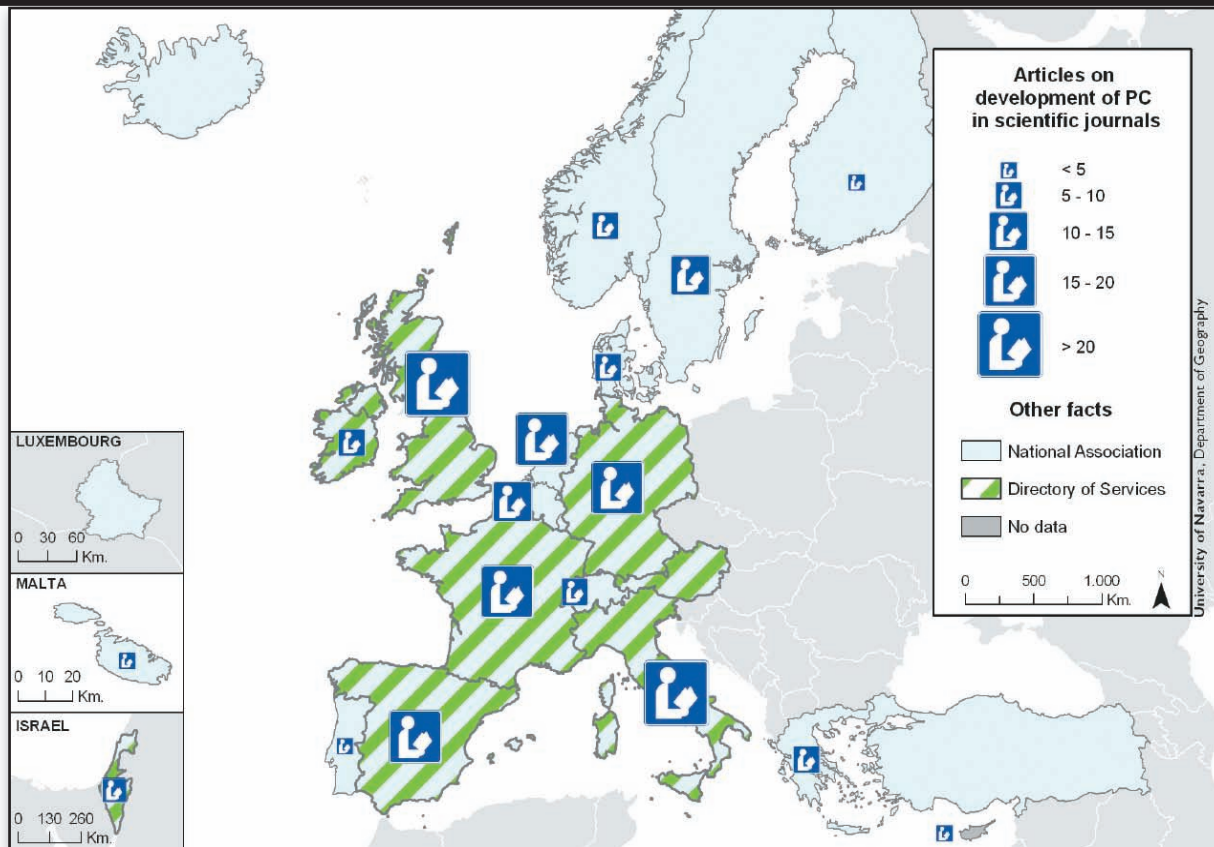 Articles on
development of PC
in scientific journals
< 5
5 - 10
10 - 15
15 - 20
> 20
Other facts
National Association
Directory of Services
No data
0 500 1.000
Km.
N
University of Navarra, Department of Geography
LUXEMBOURG
0 30 60
Km.
MALTA
0 10 20
Km.
ISRAEL
0 130 260
Km.